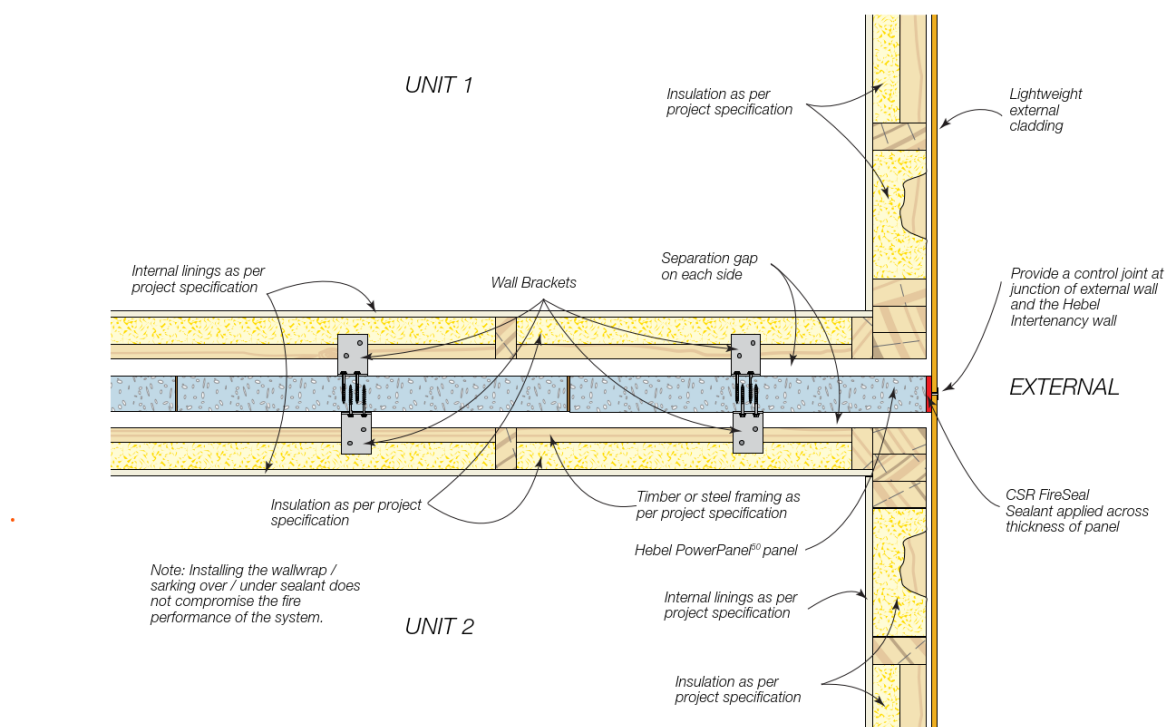 UNIT 1
Insulation as per
project specification
Lightweight
external
cladding
Internal linings as per
project specification
Wall Brackets
Separation gap
on each side
Provide a control joint at
junction of external wall
and the Hebel
Intertenancy wall
EXTERNAL
Insulation as per project
specification
Timber or steel framing as
per project specification
CSR FireSeal
Sealant applied across
thickness of panel
Hebel PowerPanel⁵⁰ panel
Note: Installing the wallwrap /
sarking over / under sealant does
not compromise the fire
performance of the system.
Internal linings as per
project specification
UNIT 2
Insulation as per
project specification